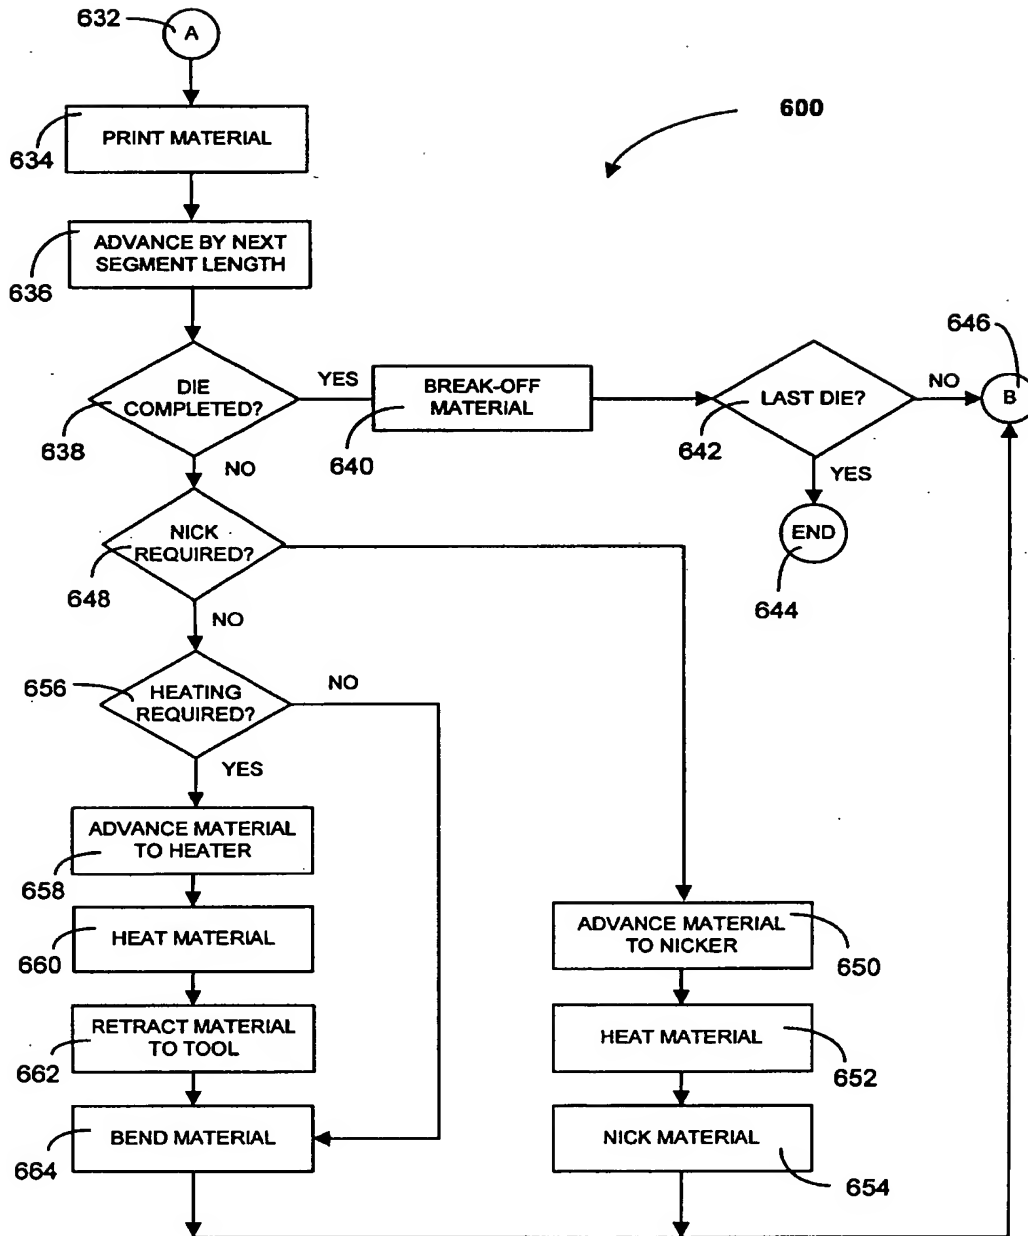 632
A
600
PRINT MATERIAL
634
ADVANCE BY NEXT
SEGMENT LENGTH
636
DIE
COMPLETED?
638
YES
BREAK-OFF
MATERIAL
640
LAST DIE?
642
NO
646
B
YES
END
644
NO
NICK
REQUIRED?
648
NO
656
HEATING
REQUIRED?
NO
YES
ADVANCE MATERIAL
TO HEATER
658
HEAT MATERIAL
660
RETRACT MATERIAL
TO TOOL
662
BEND MATERIAL
664
ADVANCE MATERIAL
TO NICKER
650
HEAT MATERIAL
652
NICK MATERIAL
654